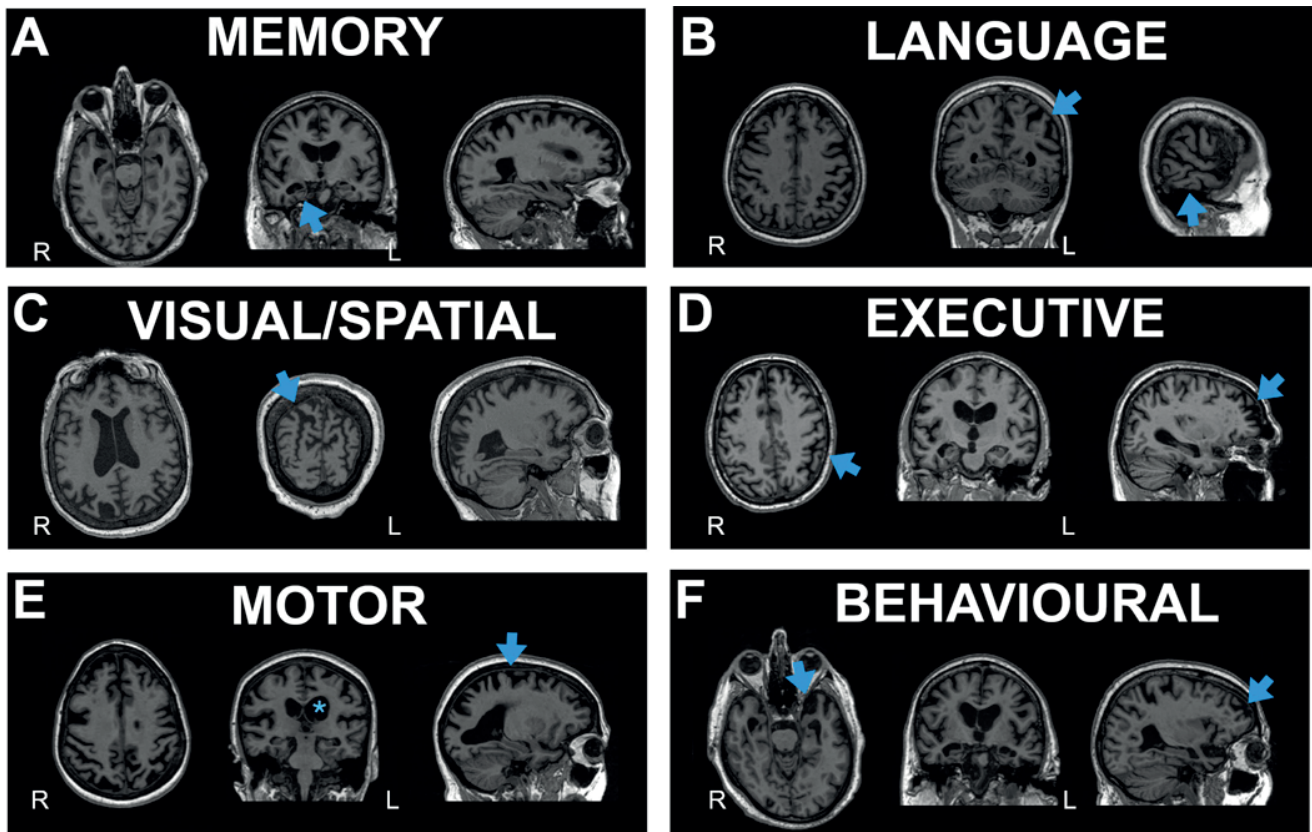 A MEMORY
R L
B LANGUAGE
R L
C VISUAL/SPATIAL
R L
D EXECUTIVE
R L
E MOTOR
*
R L
F BEHAVIOURAL
R L